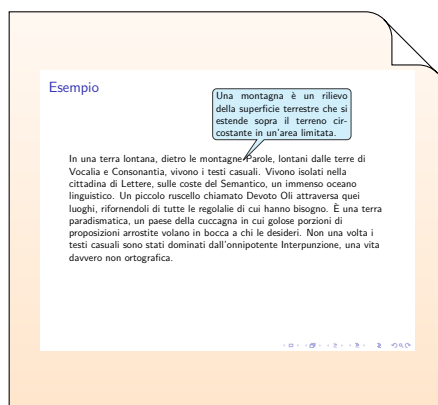 Esempio
Una montagna è un rilievo
della superficie terrestre che si
estende sopra il terreno cir-
costante in un'area limitata.
In una terra lontana, dietro le montagne Parole, lontani dalle terre di
Vocalia e Consonantia, vivono i testi casuali. Vivono isolati nella
cittadina di Lettere, sulle coste del Semantico, un immenso oceano
linguistico. Un piccolo ruscello chiamato Devoto Oli attraversa quei
luoghi, rifornendoli di tutte le regolalie di cui hanno bisogno. È una terra
paradismatica, un paese della cuccagna in cui golose porzioni di
proposizioni arrostite volano in bocca a chi le desideri. Non una volta i
testi casuali sono stati dominati dall'onnipotente Interpunzione, una vita
davvero non ortografica.